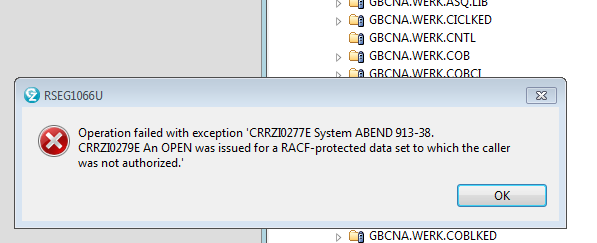 GBCNA.WERK.ASQ.LIB
GBCNA.WERK.CICLKED
GBCNA.WERK.CNTL
GBCNA.WERK.COB
GBCNA.WERK.COBCI
RSEG1066U
Operation failed with exception 'CRRZI0277E System ABEND 913-38.
CRRZI0279E An OPEN was issued for a RACF-protected data set to which the caller
was not authorized.'
OK
GBCNA.WERK.COBLKED